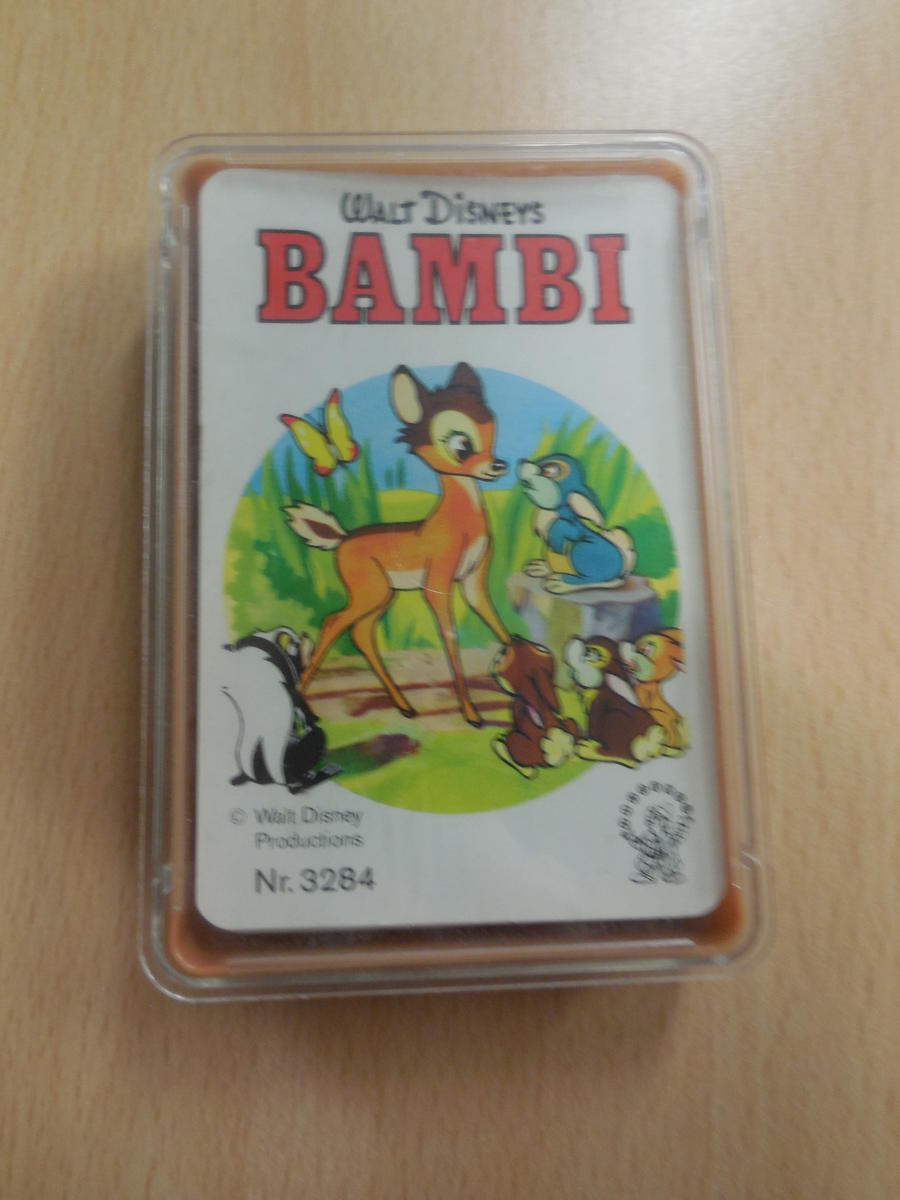 WALT DISNEYS
BAMBI
© Walt Disney
Productions
Nr. 3284